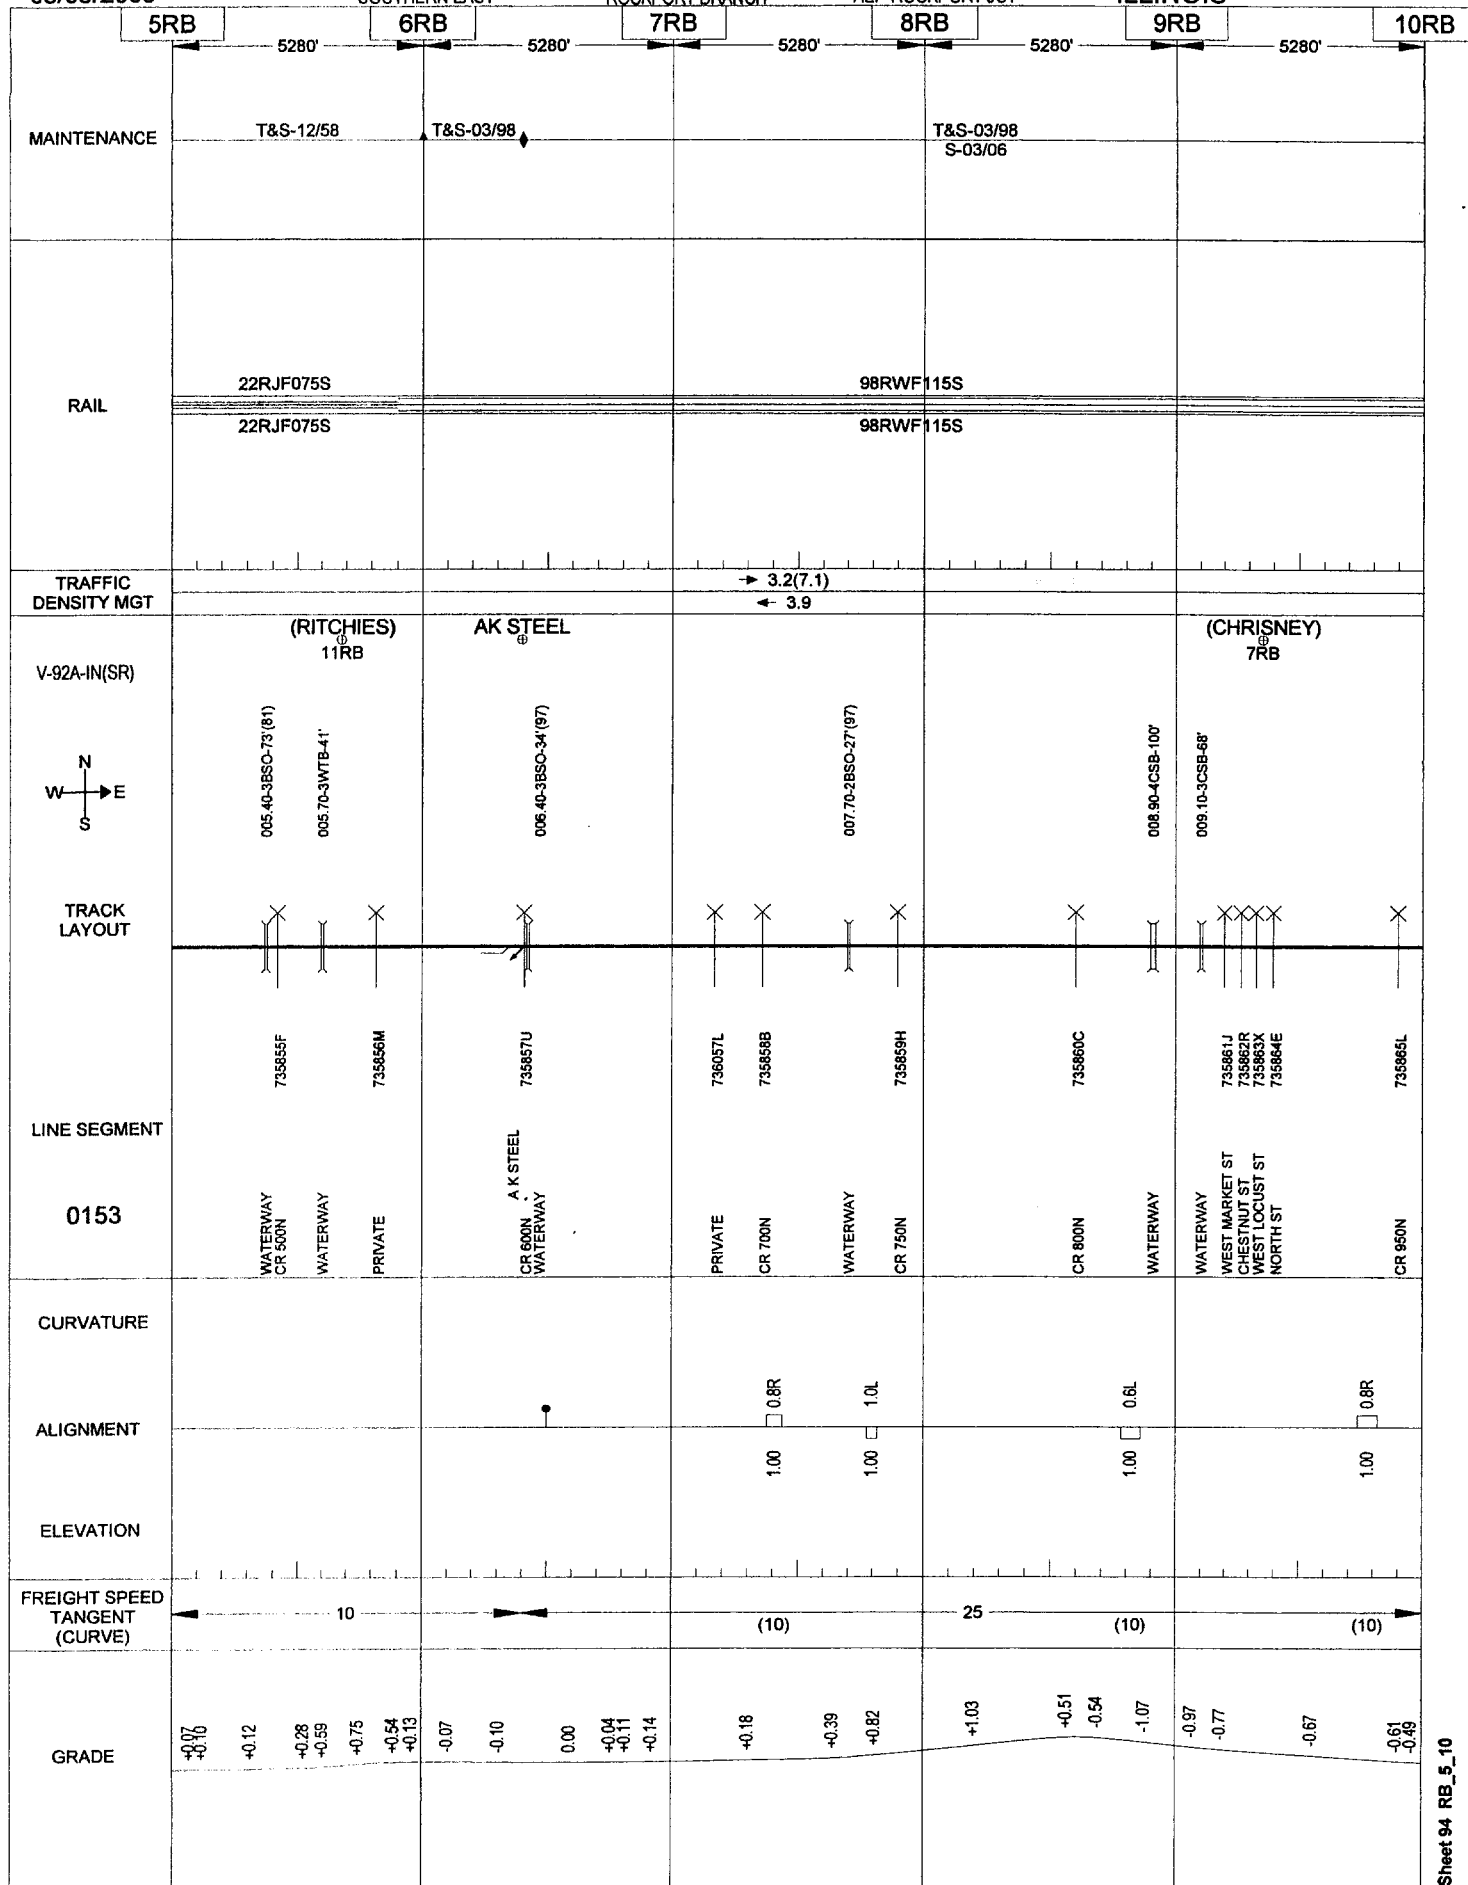 SOUTHERN EAST ROCKPORT BRANCH ILLINOIS
5RB 6RB 7RB 8RB 9RB 10RB
5280' 5280' 5280' 5280' 5280'
MAINTENANCE
T&S-12/58 T&S-03/98 T&S-03/98
S-03/06
RAIL
22RJF075S 98RWF115S
22RJF075S 98RWF115S
TRAFFIC
DENSITY MGT
3.2(7.1)
3.9
(RITCHIES) AK STEEL (CHRISNEY)
11RB 7RB
V-92A-IN(SR)
N
W E
S
005.40-3BSO-73'(81)
005.70-3WTB-41'
006.40-3BSO-34'(97)
007.70-2BSO-27'(97)
008.90-4CSB-100'
009.10-3CSB-68'
TRACK
LAYOUT
735855F
735856M
735857U
736057L
735858B
735859H
735860C
735861J
735862R
735863X
735864E
735865L
LINE SEGMENT
0153
WATERWAY
CR 500N
WATERWAY
PRIVATE
A K STEEL
CR 600N
WATERWAY
PRIVATE
CR 700N
WATERWAY
CR 750N
CR 800N
WATERWAY
WATERWAY
WEST MARKET ST
CHESTNUT ST
WEST LOCUST ST
NORTH ST
CR 950N
CURVATURE
0.8R 1.0L 0.6L 0.8R
ALIGNMENT
1.00 1.00 1.00 1.00
ELEVATION
FREIGHT SPEED
TANGENT
(CURVE)
10 25
(10) (10) (10)
GRADE
+0.07
+0.10
+0.12
+0.28
+0.59
+0.75
+0.54
+0.13
-0.07
-0.10
0.00
+0.04
+0.11
+0.14
+0.18
+0.39
+0.82
+1.03
+0.51
-0.54
-1.07
-0.97
-0.77
-0.67
-0.61
-0.49
Sheet 94 RB_5_10